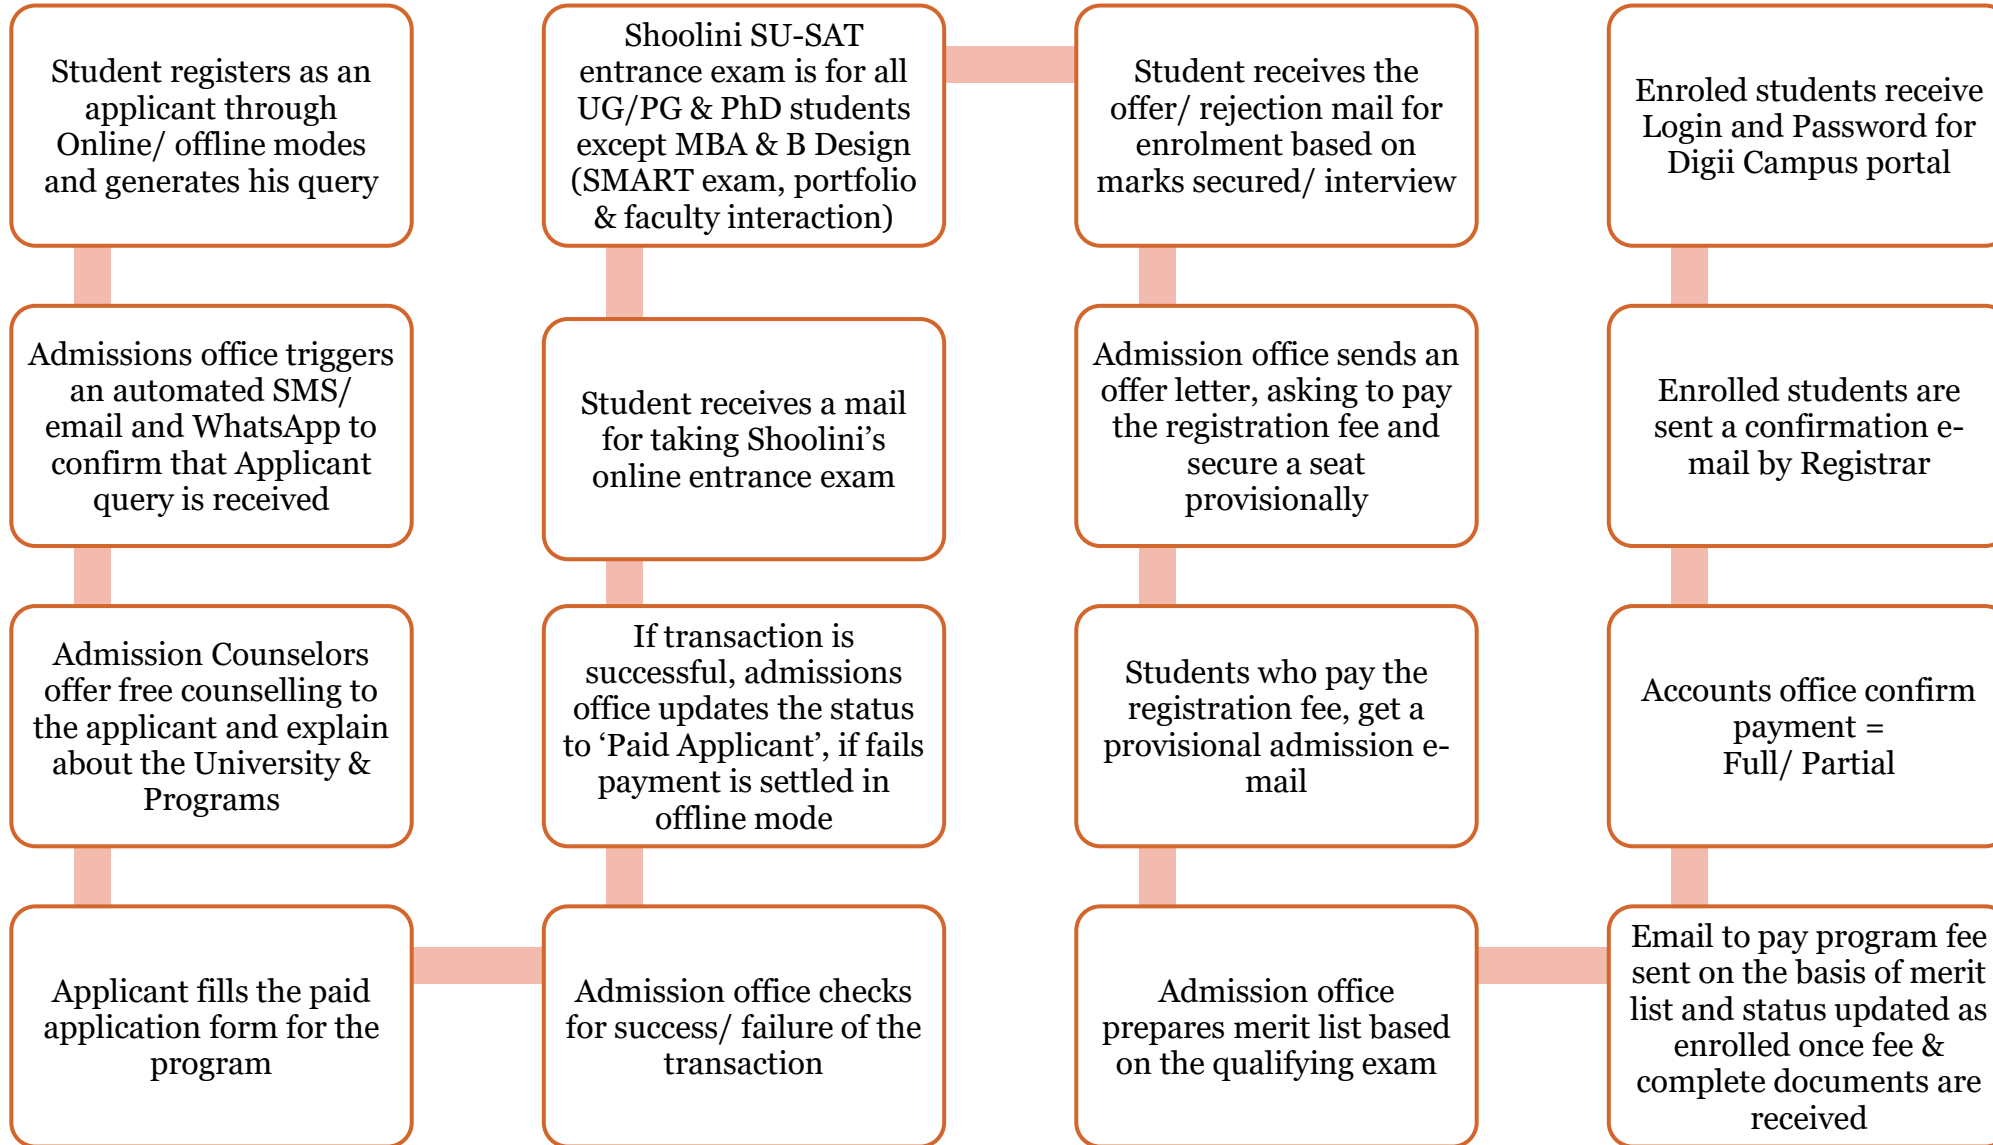 Student registers as an
applicant through
Online/ offline modes
and generates his query
Admissions office triggers
an automated SMS/
email and WhatsApp to
confirm that Applicant
query is received
Admission Counselors
offer free counselling to
the applicant and explain
about the University &
Programs
Applicant fills the paid
application form for the
program
Admission office checks
for success/ failure of the
transaction
If transaction is
successful, admissions
office updates the status
to ‘Paid Applicant’, if fails
payment is settled in
offline mode
Student receives a mail
for taking Shoolini’s
online entrance exam
Shoolini SU-SAT
entrance exam is for all
UG/PG & PhD students
except MBA & B Design
(SMART exam, portfolio
& faculty interaction)
Student receives the
offer/ rejection mail for
enrolment based on
marks secured/ interview
Admission office sends an
offer letter, asking to pay
the registration fee and
secure a seat
provisionally
Students who pay the
registration fee, get a
provisional admission e-
mail
Admission office
prepares merit list based
on the qualifying exam
Email to pay program fee
sent on the basis of merit
list and status updated as
enrolled once fee &
complete documents are
received
Accounts office confirm
payment =
Full/ Partial
Enrolled students are
sent a confirmation e-
mail by Registrar
Enroled students receive
Login and Password for
Digii Campus portal